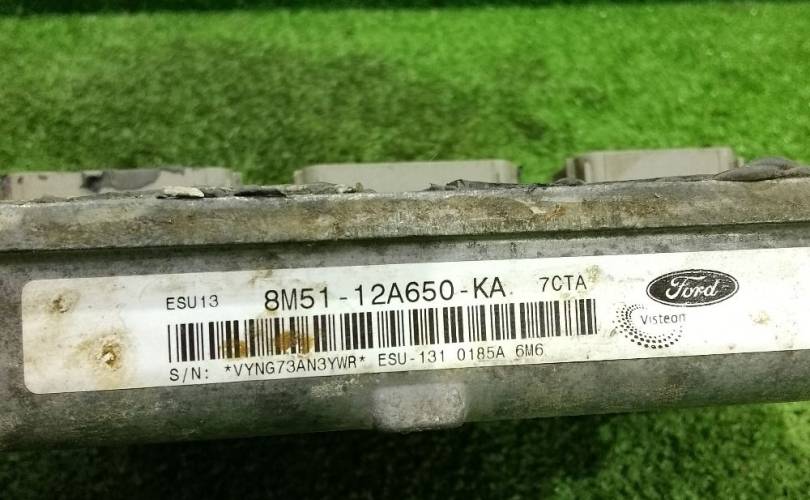 ESU13 8M51-12A650-KA 7CTA
Ford
Visteon
S/N: *VYNG73AN3YWR* ESU-131 0185A 6M6